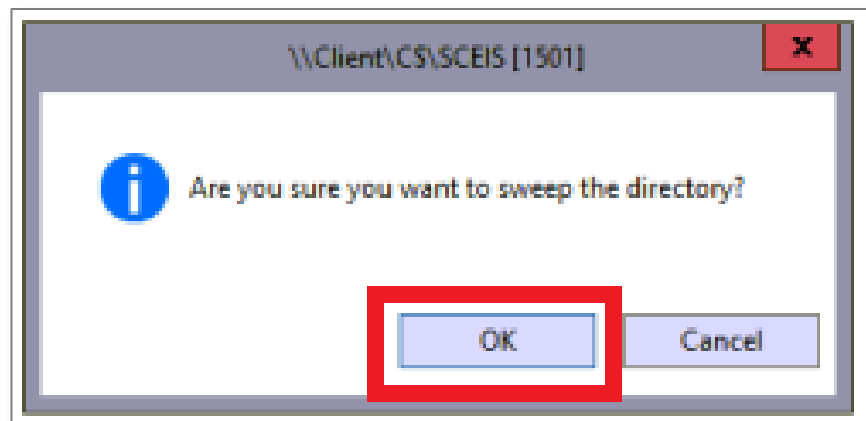 \\Client\C$\SCEIS [1501]
x
Are you sure you want to sweep the directory?
OK
Cancel